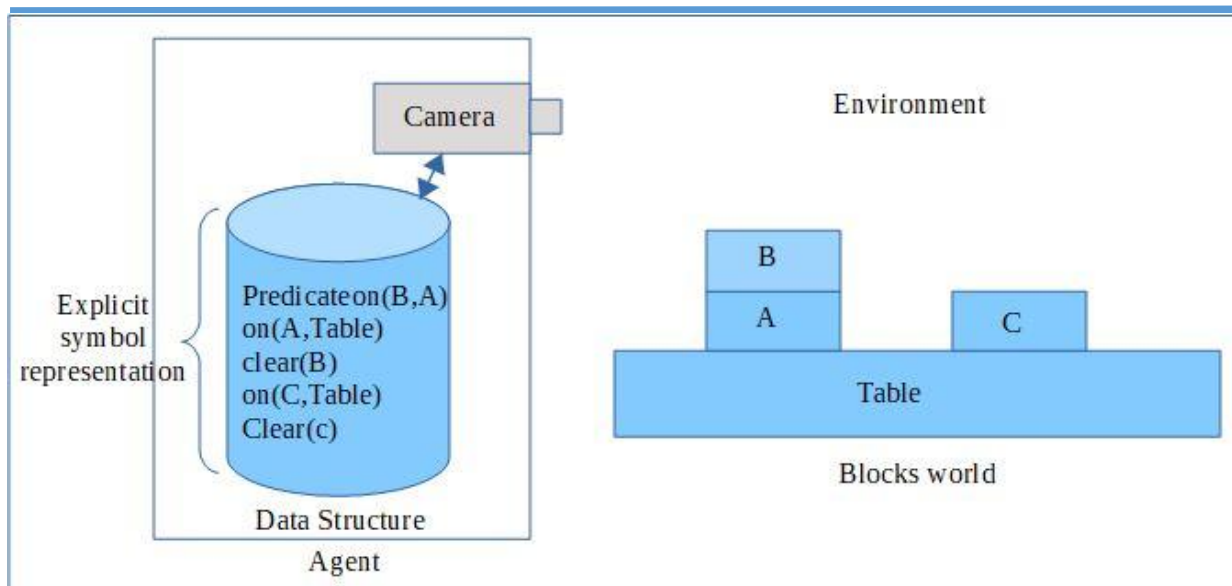 Camera
Environment
Explicit
symbol
representation
Predicateon(B,A)
on(A,Table)
clear(B)
on(C,Table)
Clear(c)
Data Structure
Agent
B
A
C
Table
Blocks world